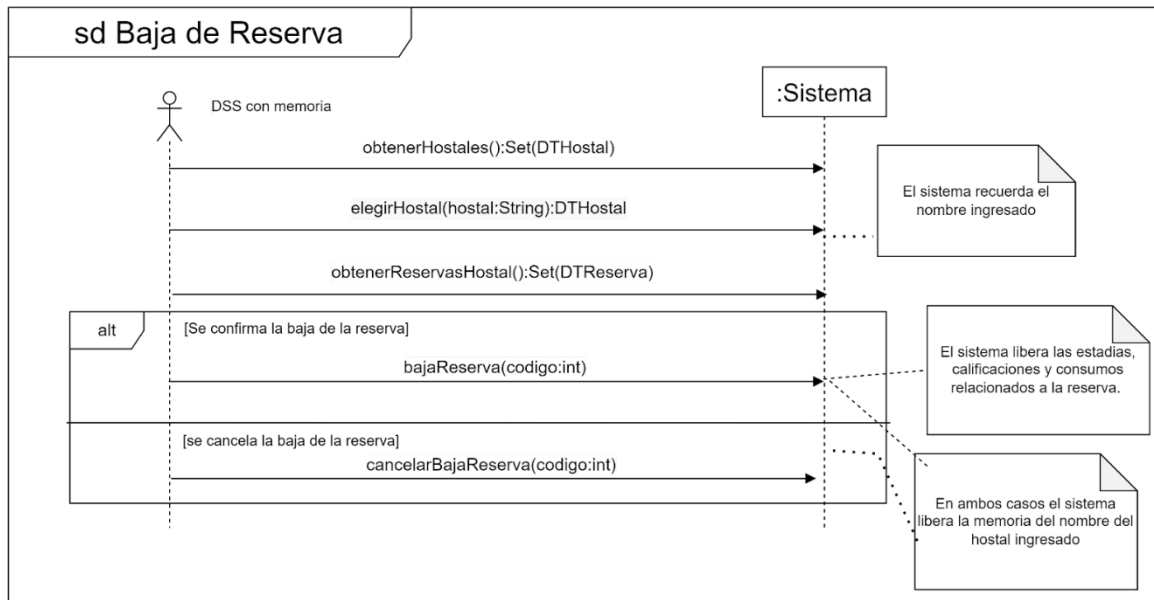 sd Baja de Reserva
DSS con memoria
:Sistema
obtenerHostales():Set(DTHostal)
El sistema recuerda el
nombre ingresado
elegirHostal(hostal:String):DTHostal
obtenerReservasHostal():Set(DTReserva)
alt
[Se confirma la baja de la reserva]
bajaReserva(codigo:int)
El sistema libera las estadias,
calificaciones y consumos
relacionados a la reserva.
[se cancela la baja de la reserva]
cancelarBajaReserva(codigo:int)
En ambos casos el sistema
libera la memoria del nombre del
hostal ingresado